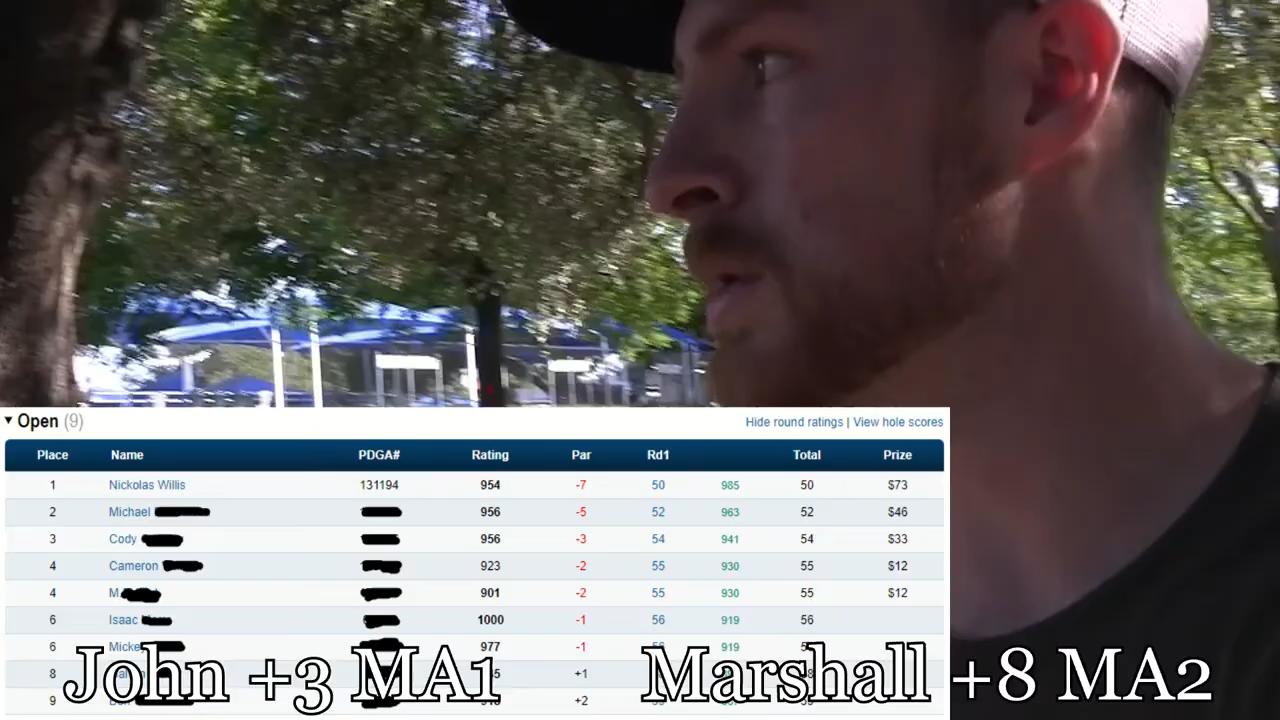 ▼ Open (9) Hide round ratings | View hole scores
Place Name PDGA# Rating Par Rd1 Total Prize
1 Nickolas Willis 131194 954 -7 50 985 50 $73
2 Michael 956 -5 52 963 52 $46
3 Cody 956 -3 54 941 54 $33
4 Cameron 923 -2 55 930 55 $12
4 M 901 -2 55 930 55 $12
6 Isaac 1000 -1 56 919 56
6 Mickey 977 -1 919
8 +1
9 +2
John +3 MA1 Marshall +8 MA2